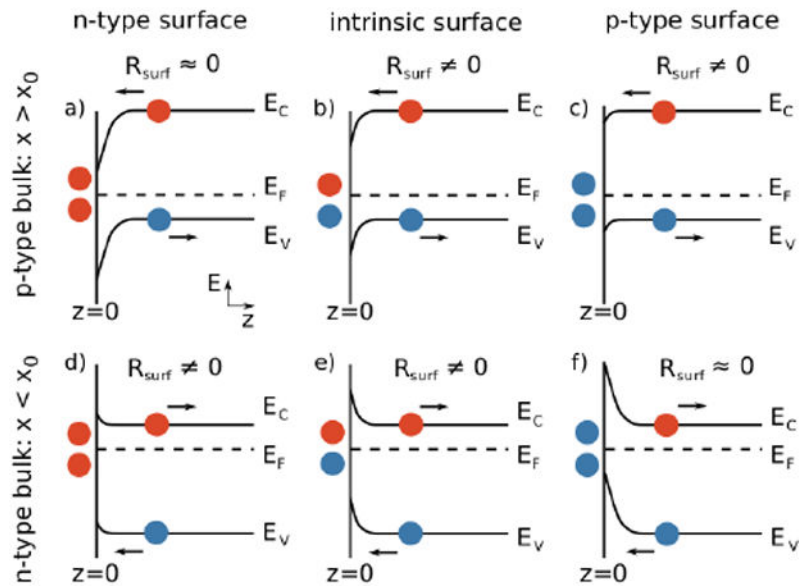 n-type surface
intrinsic surface
p-type surface
p-type bulk: x > x₀
R_surf ≈ 0
R_surf ≠ 0
R_surf ≠ 0
a)
E_C
E_F
E_V
E
z
z=0
b)
E_C
E_F
E_V
z=0
c)
E_C
E_F
E_V
z=0
n-type bulk: x < x₀
d)
R_surf ≠ 0
E_C
E_F
E_V
z=0
e)
R_surf ≠ 0
E_C
E_F
E_V
z=0
f)
R_surf ≈ 0
E_C
E_F
E_V
z=0